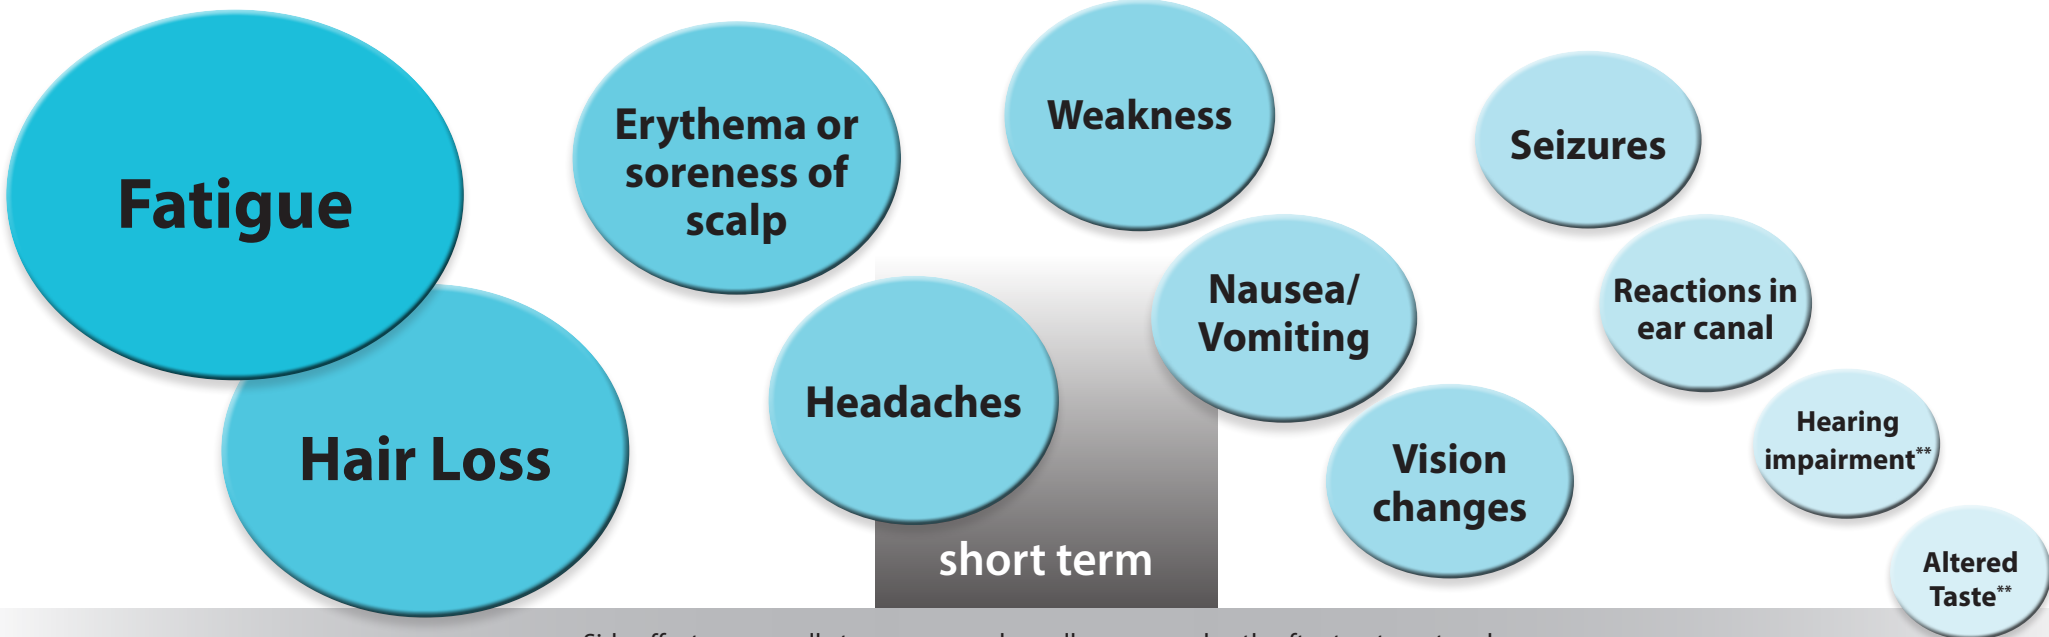 Fatigue
Hair Loss
Erythema or
soreness of
scalp
Headaches
Weakness
Nausea/
Vomiting
Vision
changes
Seizures
Reactions in
ear canal
Hearing
impairment**
Altered
Taste**
short term